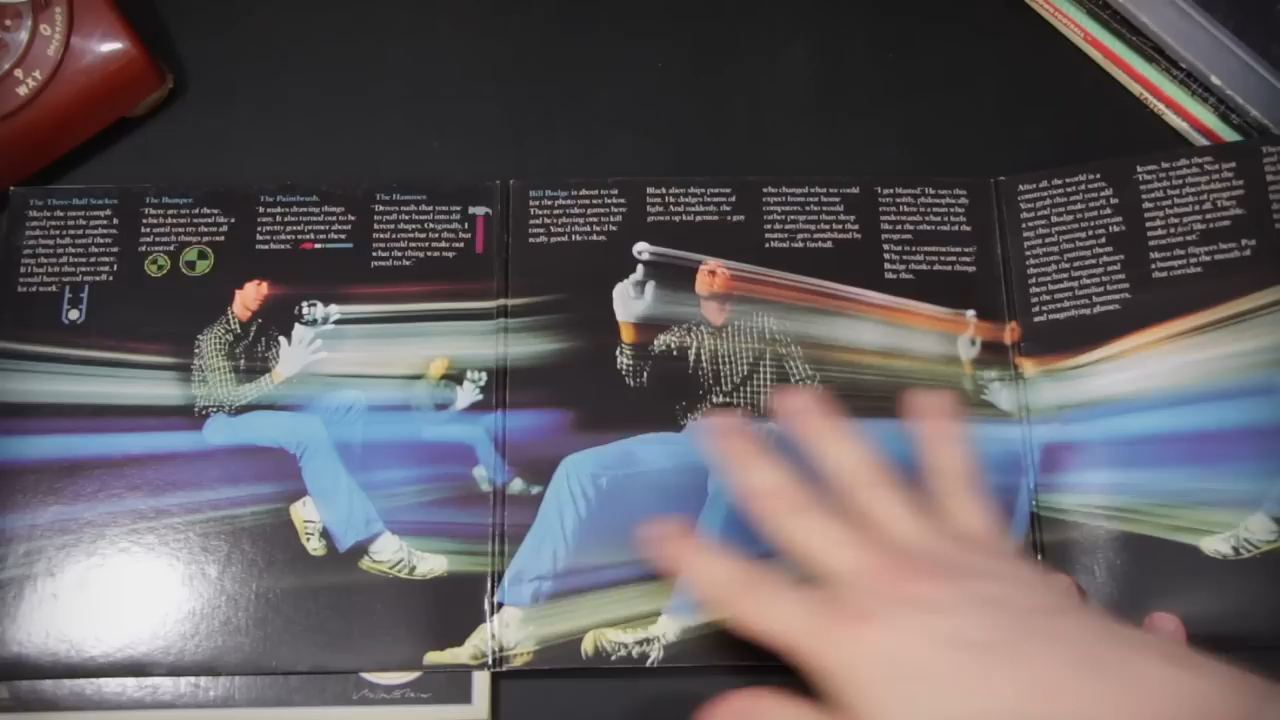 The Three-Ball Stacker.
"Maybe the most compli-
cated piece in the game. It
makes for a neat madness,
catching balls until there
are three in there, then cut-
ting them all loose at once.
If I had left this piece out, I
would have saved myself a
lot of work."
The Bumper.
"There are six of these,
which doesn't sound like a
lot until you try them all
and watch things go out
of control."
The Paintbrush.
"It makes drawing things
easy. It also turned out to be
a pretty good primer about
how colors work on these
machines."
The Hammer.
"Drives nails that you use
to pull the board into dif-
ferent shapes. Originally, I
tried a crowbar for this, but
you could never make out
what the thing was sup-
posed to be."
Bill Budge is about to sit
for the photo you see below.
There are video games here
and he's playing one to kill
time. You'd think he'd be
really good. He's okay.
Black alien ships pursue
him. He dodges beams of
light. And suddenly, the
grown up kid genius—a guy
who changed what we could
expect from our home
computers, who would
rather program than sleep
or do anything else for that
matter—gets annihilated by
a blind side fireball.
"I got blasted." He says this
very softly, philosophically
even. Here is a man who
understands what it feels
like at the other end of the
program.
What is a construction set?
Why would you want one?
Budge thinks about things
like this.
After all, the world is a
construction set of sorts.
You grab this and you add
that and you make stuff. In
a sense, Budge is just tak-
ing this process to a certain
point and passing it on. He's
sculpting this beam of
electrons, putting them
through the arcane phases
of machine language and
then handing them to you
in the more familiar forms
of screwdrivers, hammers,
and magnifying glasses.
Icons, he calls them.
"They're symbols. Not just
symbols for things in the
world, but placeholders for
the vast hunks of program-
ming behind it all. They
make the game accessible,
make it feel like a con-
struction set."
Move the flippers here. Put
a bumper in the mouth of
that corridor.
WXY